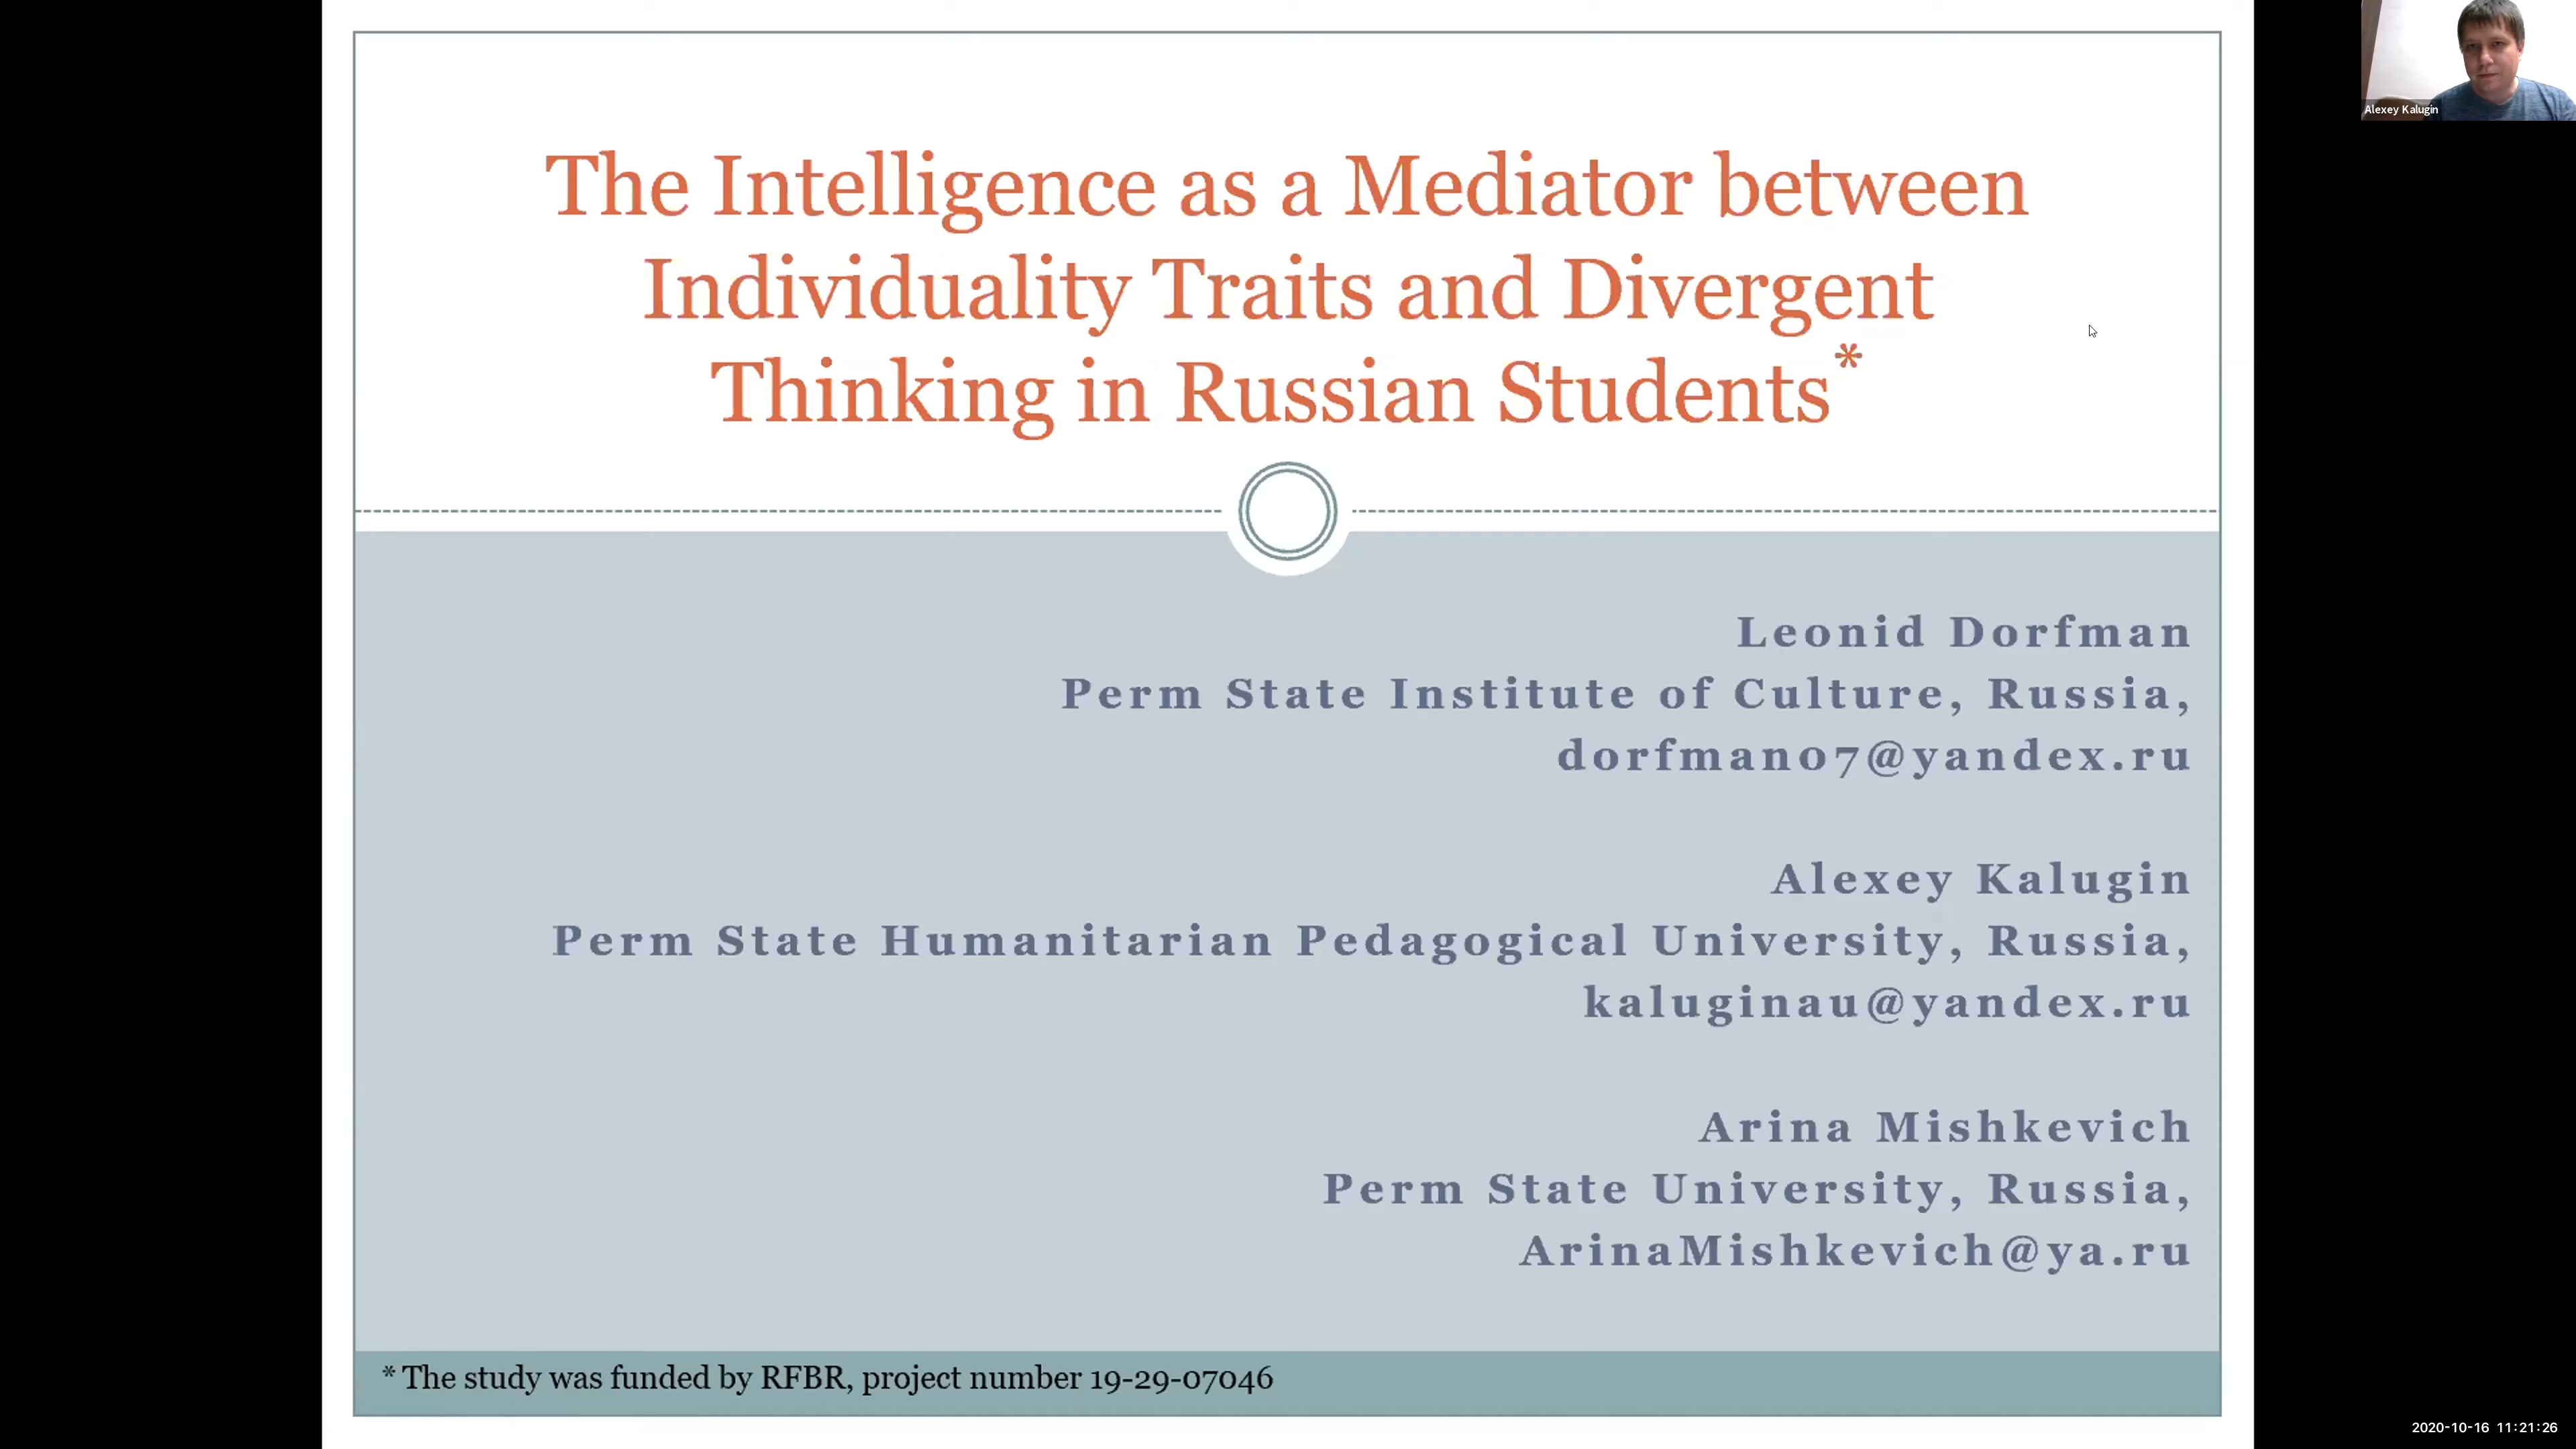 The Intelligence as a Mediator between
Individuality Traits and Divergent
Thinking in Russian Students*
Leonid Dorfman
Perm State Institute of Culture, Russia,
dorfman07@yandex.ru
Alexey Kalugin
Perm State Humanitarian Pedagogical University, Russia,
kaluginau@yandex.ru
Arina Mishkevich
Perm State University, Russia,
ArinaMishkevich@ya.ru
* The study was funded by RFBR, project number 19-29-07046
Alexey Kalugin
2020-10-16 11:21:26